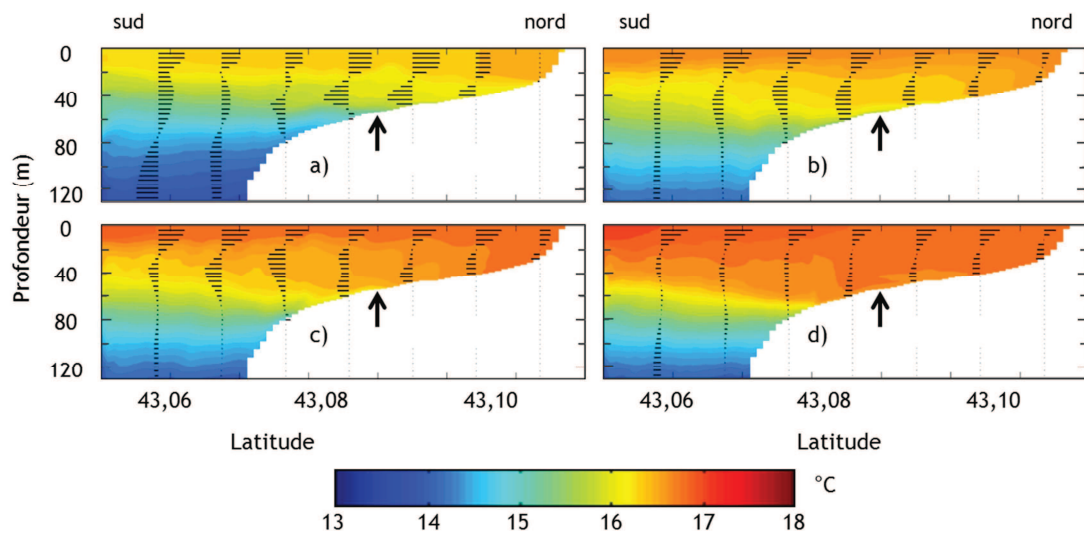 sud nord sud nord
0
40
80
120
a) b)
Profondeur (m)
0
40
80
120
c) d)
43,06 43,08 43,10 43,06 43,08 43,10
Latitude Latitude
°C
13 14 15 16 17 18